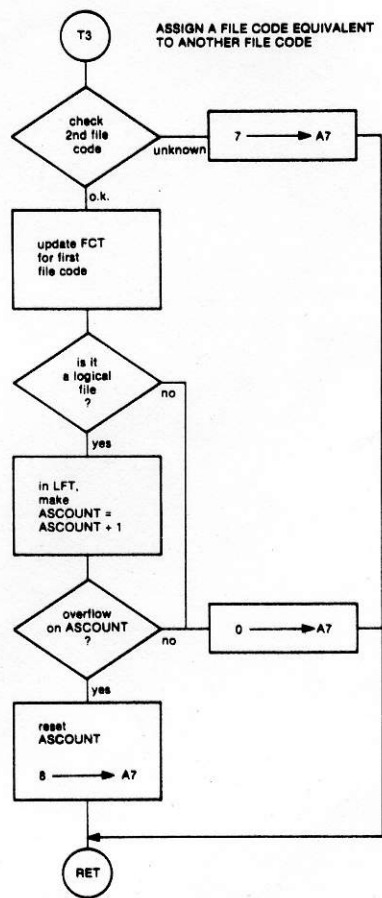 T3
ASSIGN A FILE CODE EQUIVALENT
TO ANOTHER FILE CODE
check
2nd file
code
unknown
7 → A7
o.k.
update FCT
for first
file code
is it
a logical
file
?
no
yes
in LFT,
make
ASCOUNT =
ASCOUNT + 1
overflow
on ASCOUNT
?
no
0 → A7
yes
reset
ASCOUNT
8 → A7
RET